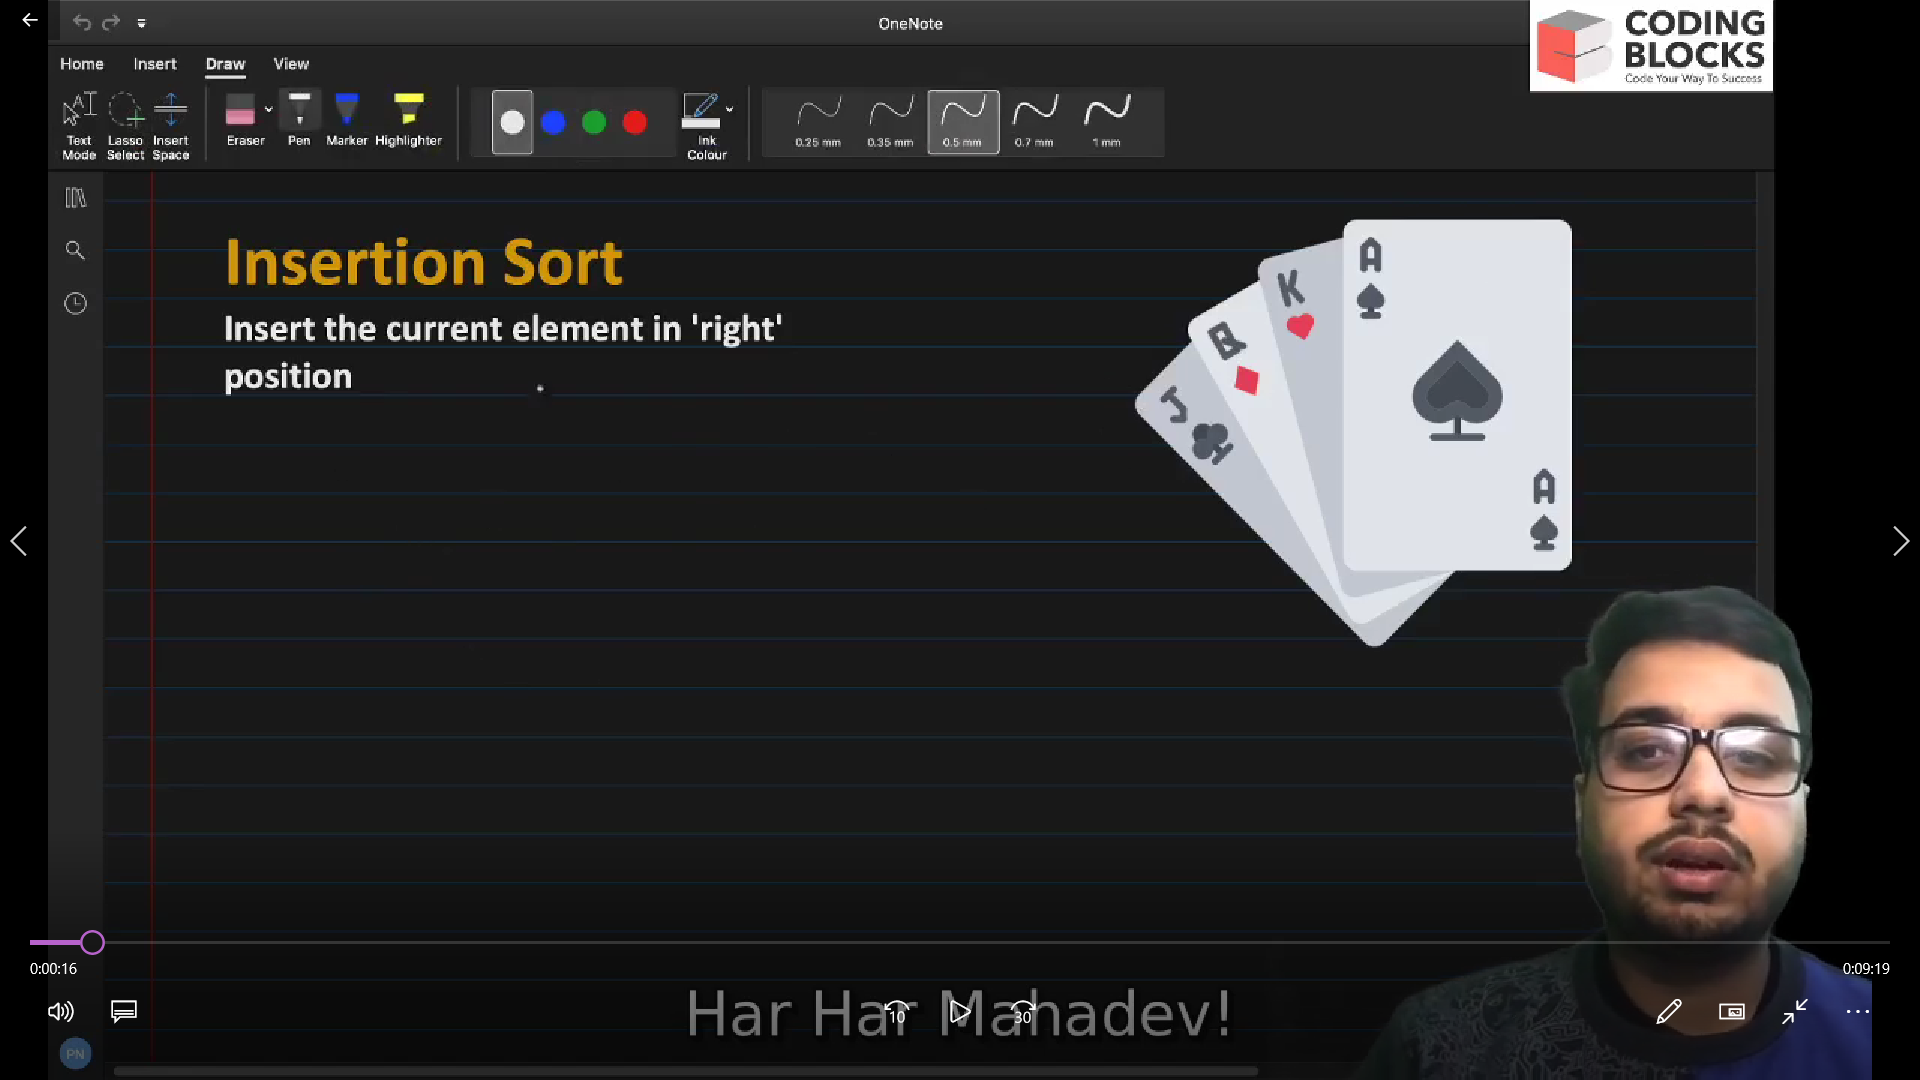 OneNote
CODING
BLOCKS
Code Your Way To Success
Home Insert Draw View
Text Mode
Lasso Select
Insert Space
Eraser
Pen
Marker
Highlighter
Ink Colour
0.25 mm
0.35 mm
0.5 mm
0.7 mm
1 mm
Insertion Sort
Insert the current element in 'right'
position
J
Q
K
A
A
0:00:16
0:09:19
10
30
Har Har Mahadev!
PN